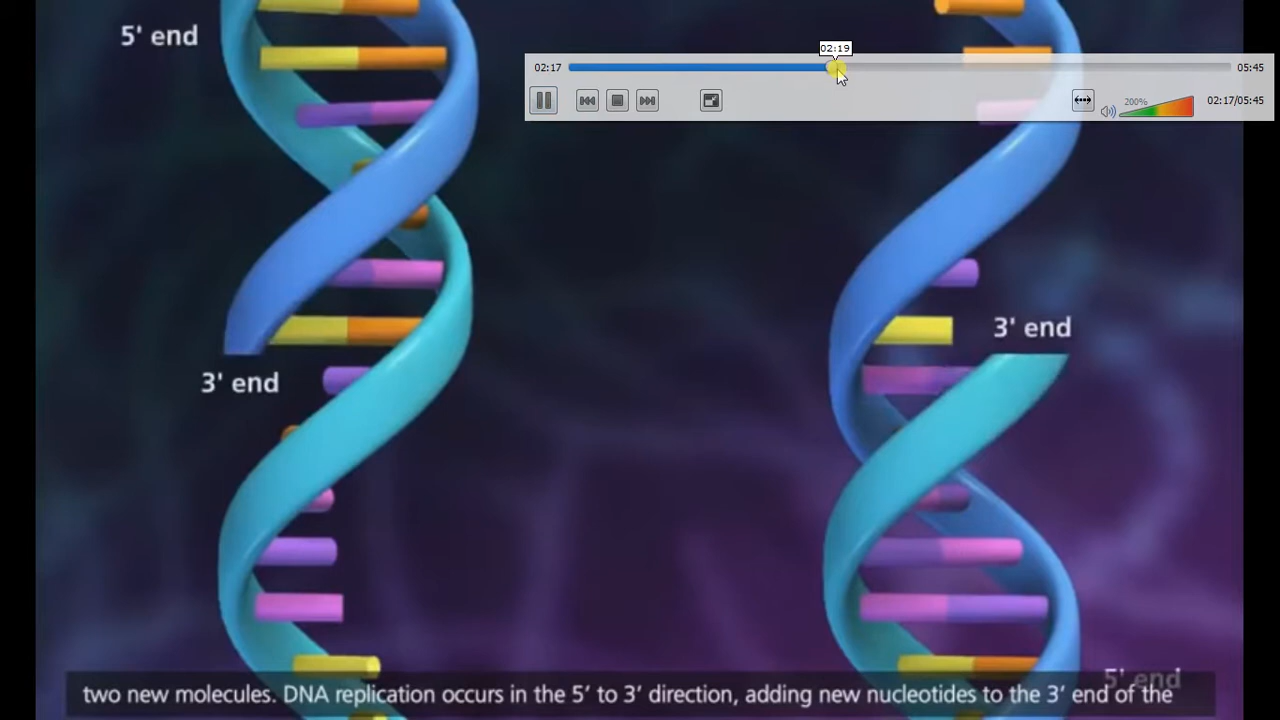 5' end
02:19
02:17
05:45
200%
02:17/05:45
3' end
3' end
5' end
two new molecules. DNA replication occurs in the 5’ to 3’ direction, adding new nucleotides to the 3’ end of the